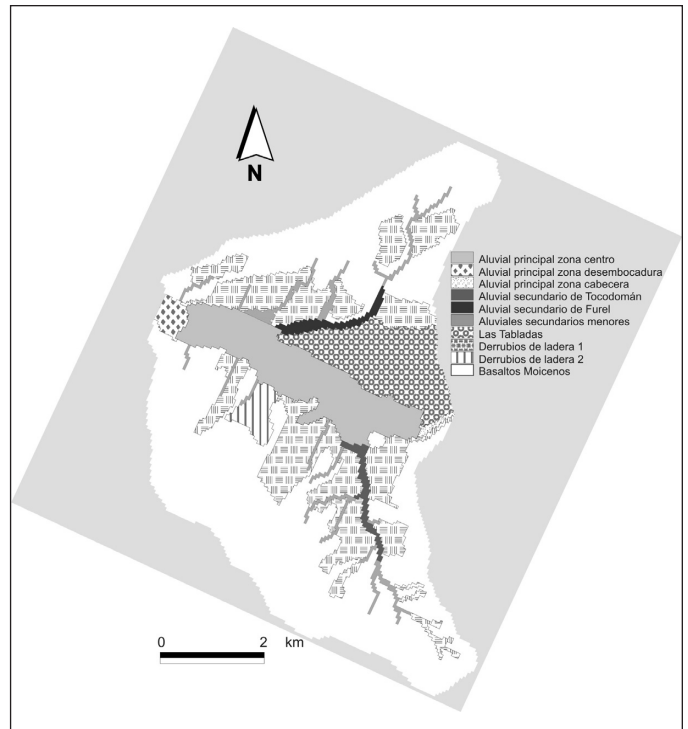 N
Aluvial principal zona centro
Aluvial principal zona desembocadura
Aluvial principal zona cabecera
Aluvial secundario de Tocodomán
Aluvial secundario de Furel
Aluviales secundarios menores
Las Tabladas
Derrubios de ladera 1
Derrubios de ladera 2
Basaltos Moicenos
0 2 km